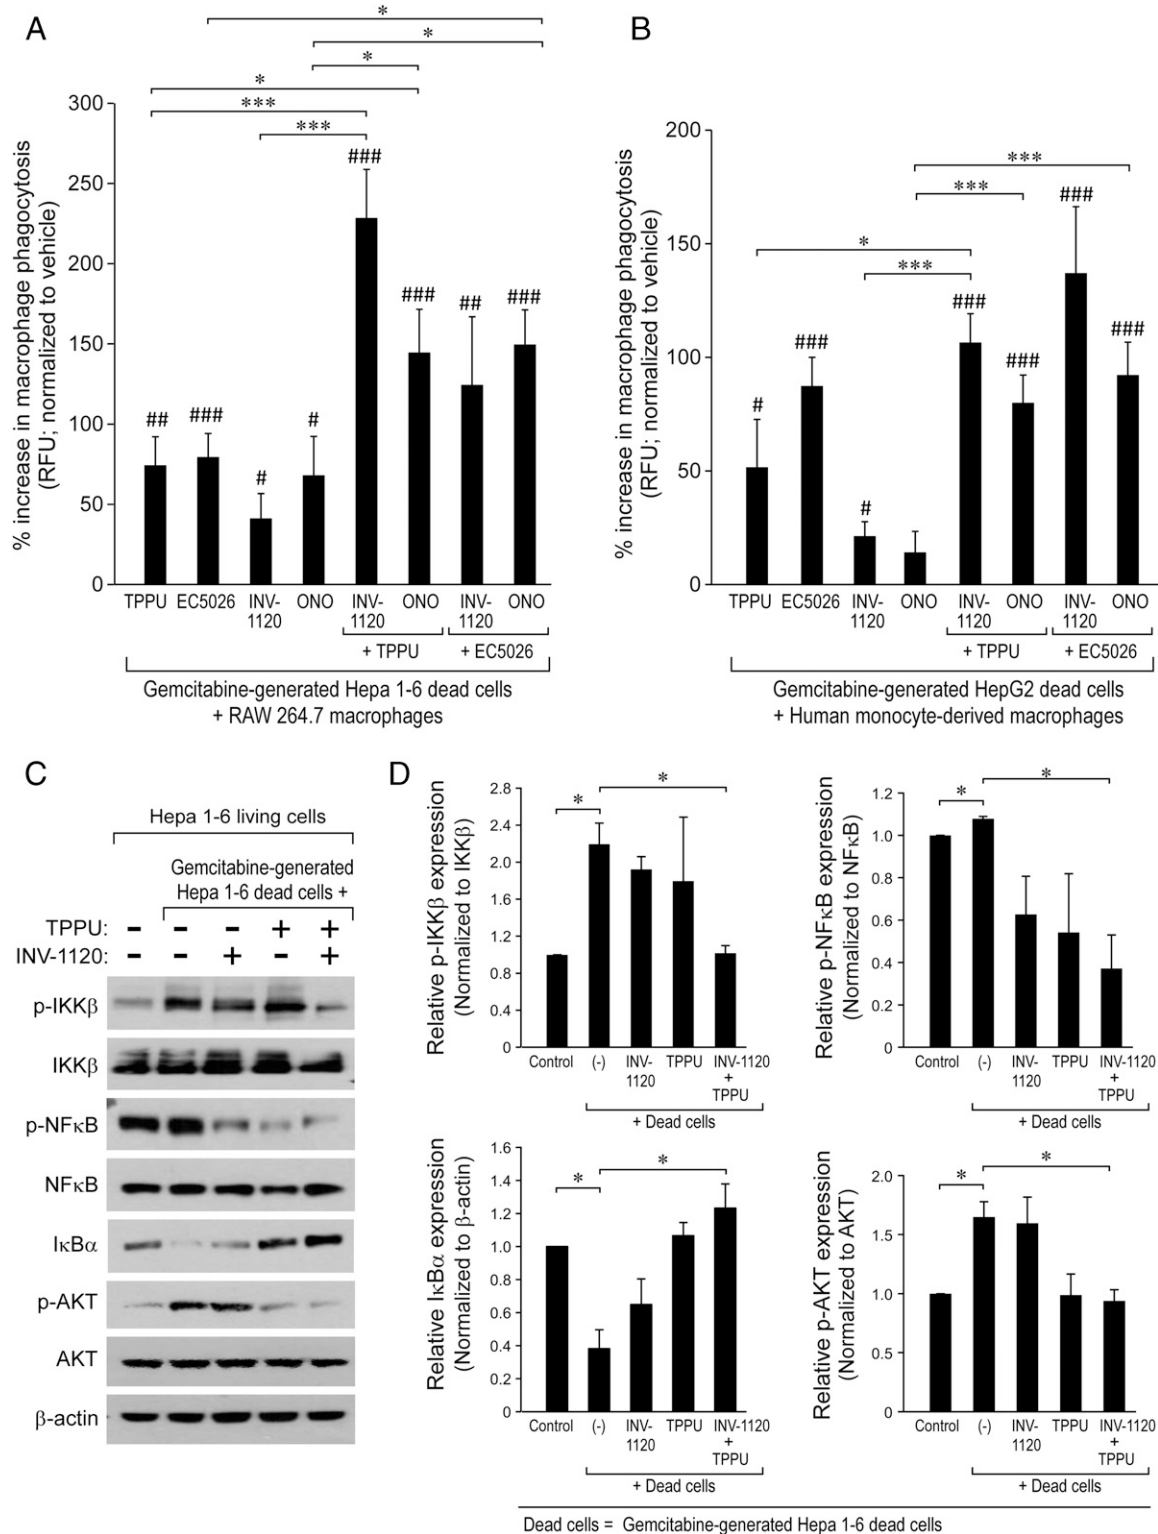 A
*
*
*
*
***
***
300
250
200
150
100
50
0
% increase in macrophage phagocytosis
(RFU; normalized to vehicle)
## ### # # ### ### ## ###
TPPU EC5026 INV-1120 ONO INV-1120 ONO INV-1120 ONO
+ TPPU + EC5026
Gemcitabine-generated Hepa 1-6 dead cells
+ RAW 264.7 macrophages
B
***
***
*
***
200
150
100
50
0
% increase in macrophage phagocytosis
(RFU; normalized to vehicle)
# ### # ### ### ### ###
TPPU EC5026 INV-1120 ONO INV-1120 ONO INV-1120 ONO
+ TPPU + EC5026
Gemcitabine-generated HepG2 dead cells
+ Human monocyte-derived macrophages
C
Hepa 1-6 living cells
Gemcitabine-generated
Hepa 1-6 dead cells +
TPPU: - - - + +
INV-1120: - - + - +
p-IKKβ
IKKβ
p-NFκB
NFκB
IκBα
p-AKT
AKT
β-actin
D
Relative p-IKKβ expression
(Normalized to IKKβ)
2.8
2.4
2.0
1.6
1.2
0.8
0.4
0
* *
Control (-) INV-1120 TPPU INV-1120 + TPPU
+ Dead cells
Relative p-NFκB expression
(Normalized to NFκB)
1.2
1.0
0.8
0.6
0.4
0.2
0
* *
Control (-) INV-1120 TPPU INV-1120 + TPPU
+ Dead cells
Relative IκBα expression
(Normalized to β-actin)
1.6
1.4
1.2
1.0
0.8
0.6
0.4
0.2
0
* *
Control (-) INV-1120 TPPU INV-1120 + TPPU
+ Dead cells
Relative p-AKT expression
(Normalized to AKT)
2.0
1.5
1.0
0.5
0
* *
Control (-) INV-1120 TPPU INV-1120 + TPPU
+ Dead cells
Dead cells = Gemcitabine-generated Hepa 1-6 dead cells